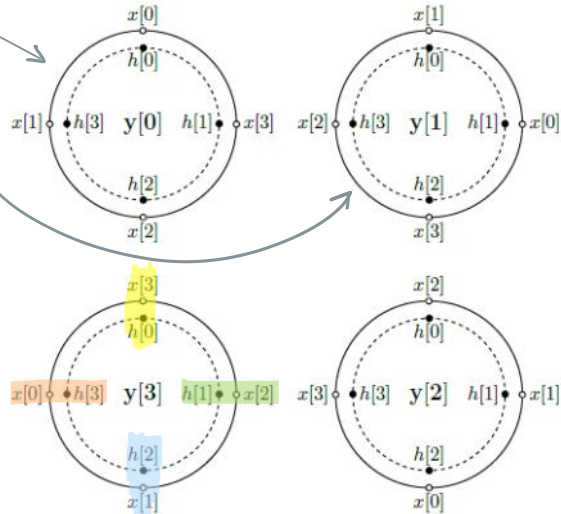 x[0] x[1]
h[0] h[0]
x[1] h[3] y[0] h[1] x[3] x[2] h[3] y[1] h[1] x[0]
h[2] h[2]
x[2] x[3]
x[3] x[2]
h[0] h[0]
x[0] h[3] y[3] h[1] x[2] x[3] h[3] y[2] h[1] x[1]
h[2] h[2]
x[1] x[0]